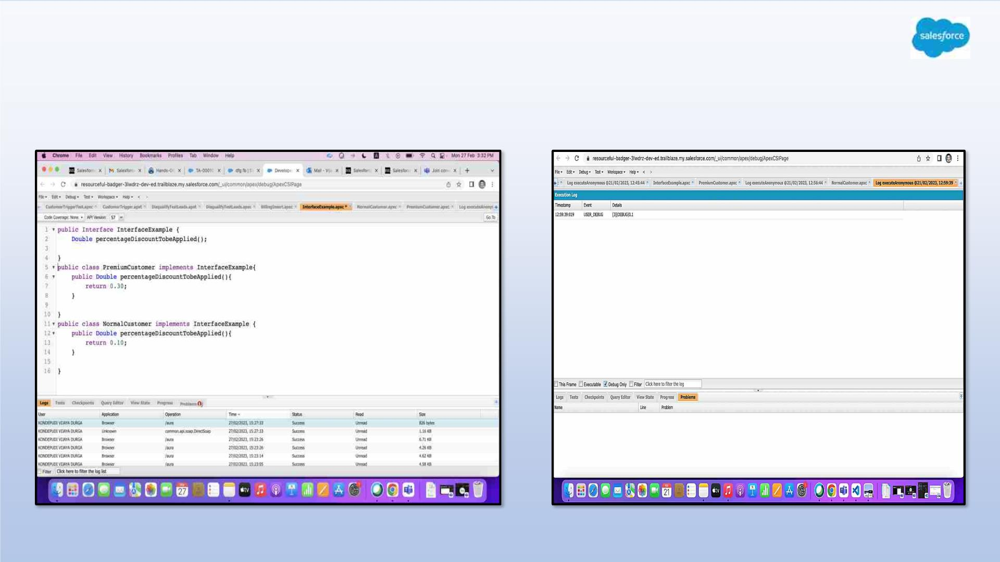 salesforce
Chrome File Edit View History Bookmarks Profiles Tab Window Help Mon 27 Feb 3:32 PM
Salesforc Salesforc Hands-O TA-0001 dfg fb | S Develope Mail - Vij Salesforc Salesforc Join con
resourceful-badger-3lwdrz-dev-ed.trailblaze.my.salesforce.com/_ui/common/apex/debug/ApexCSIPage
File Edit Debug Test Workspace Help < >
CustomerTriggerTest.apxc CustomerTrigger.apxt DisqualifyTestLeads.apxt DisqualifyTestLeads.apxc BillingInsert.apxc InterfaceExample.apxc * NormalCustomer.apxc PremiumCustomer.apxc Log executeAnony
Code Coverage: None API Version: 57 Go To
1 public Interface InterfaceExample {
2 Double percentageDiscountTobeApplied();
3
4 }
5 public class PremiumCustomer implements InterfaceExample{
6 public Double percentageDiscountTobeApplied(){
7 return 0.30;
8 }
9
10 }
11 public class NormalCustomer implements InterfaceExample {
12 public Double percentageDiscountTobeApplied(){
13 return 0.10;
14 }
15
16 }
Logs Tests Checkpoints Query Editor View State Progress Problems
User Application Operation Time Status Read Size
KONDEPUDI VIJAYA DURGA Browser /aura 27/02/2023, 15:27:33 Success Unread 826 bytes
KONDEPUDI VIJAYA DURGA Unknown common.api.soap.DirectSoap 27/02/2023, 15:27:33 Success Unread 1.16 KB
KONDEPUDI VIJAYA DURGA Browser /aura 27/02/2023, 15:23:26 Success Unread 6.71 KB
KONDEPUDI VIJAYA DURGA Browser /aura 27/02/2023, 15:23:26 Success Unread 4.26 KB
KONDEPUDI VIJAYA DURGA Browser /aura 27/02/2023, 15:23:14 Success Unread 4.62 KB
KONDEPUDI VIJAYA DURGA Browser /aura 27/02/2023, 15:23:05 Success Unread 4.58 KB
Filter Click here to filter the log list
27 tv
resourceful-badger-3lwdrz-dev-ed.trailblaze.my.salesforce.com/_ui/common/apex/debug/ApexCSIPage
File Edit Debug Test Workspace Help < >
Log executeAnonymous @21/02/2023, 12:45:44 InterfaceExample.apxc PremiumCustomer.apxc Log executeAnonymous @21/02/2023, 12:56:44 NormalCustomer.apxc Log executeAnonymous @21/02/2023, 12:59:39
Execution Log
Timestamp Event Details
12:59:39:019 USER_DEBUG [3]|DEBUG|0.1
This Frame Executable Debug Only Filter Click here to filter the log
Logs Tests Checkpoints Query Editor View State Progress Problems
Name Line Problem
21 tv